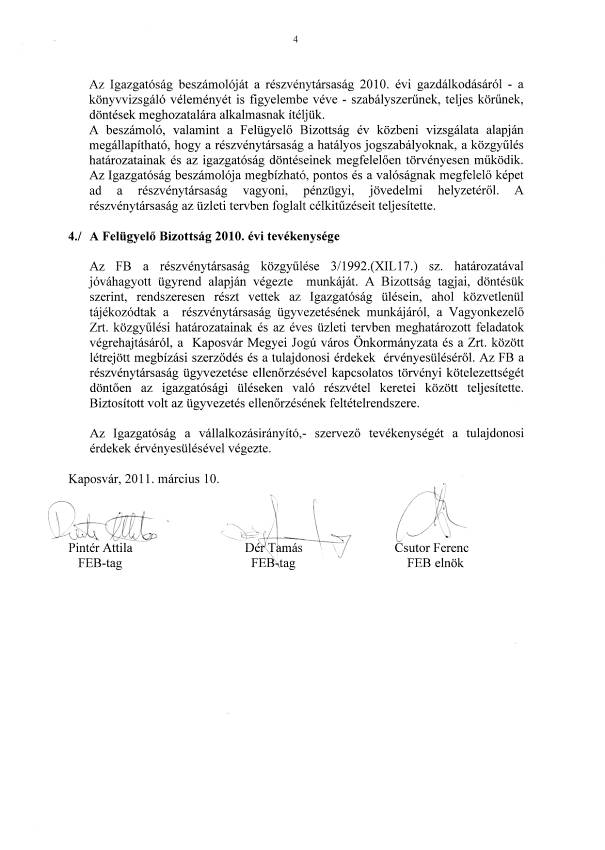 4
Az Igazgatóság beszámolóját a részvénytársaság 2010. évi gazdálkodásáról - a
könyvvizsgáló véleményét is figyelembe véve - szabályszerűnek, teljes körűnek,
döntések meghozatalára alkalmasnak ítéljük.
A beszámoló, valamint a Felügyelő Bizottság év közbeni vizsgálata alapján
megállapítható, hogy a részvénytársaság a hatályos jogszabályoknak, a közgyűlés
határozatainak és az igazgatóság döntéseinek megfelelően törvényesen működik.
Az Igazgatóság beszámolója megbízható, pontos és a valóságnak megfelelő képet
ad a részvénytársaság vagyoni, pénzügyi, jövedelmi helyzetéről. A
részvénytársaság az üzleti tervben foglalt célkitűzéseit teljesítette.
4./ A Felügyelő Bizottság 2010. évi tevékenysége
Az FB a részvénytársaság közgyűlése 3/1992.(XII.17.) sz. határozatával
jóváhagyott ügyrend alapján végezte munkáját. A Bizottság tagjai, döntésük
szerint, rendszeresen részt vettek az Igazgatóság ülésein, ahol közvetlenül
tájékozódtak a részvénytársaság ügyvezetésének munkájáról, a Vagyonkezelő
Zrt. közgyűlési határozatainak és az éves üzleti tervben meghatározott feladatok
végrehajtásáról, a Kaposvár Megyei Jogú város Önkormányzata és a Zrt. között
létrejött megbízási szerződés és a tulajdonosi érdekek érvényesüléséről. Az FB a
részvénytársaság ügyvezetése ellenőrzésével kapcsolatos törvényi kötelezettségét
döntően az igazgatósági üléseken való részvétel keretei között teljesítette.
Biztosított volt az ügyvezetés ellenőrzésének feltételrendszere.
Az Igazgatóság a vállalkozásirányító,- szervező tevékenységét a tulajdonosi
érdekek érvényesülésével végezte.
Kaposvár, 2011. március 10.
Pintér Attila Dér Tamás Csutor Ferenc
FEB-tag FEB-tag FEB elnök